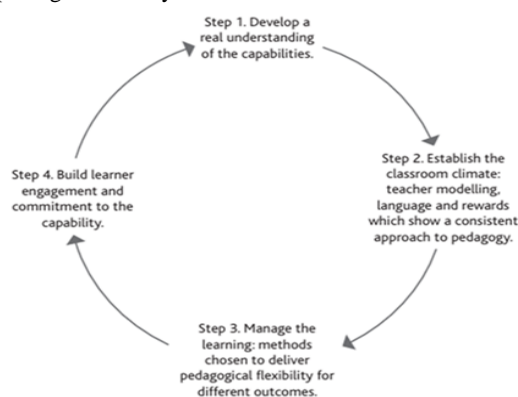 Step 1. Develop a
real understanding
of the capabilities.
Step 2. Establish the
classroom climate:
teacher modelling,
language and rewards
which show a consistent
approach to pedagogy.
Step 3. Manage the
learning: methods
chosen to deliver
pedagogical flexibility for
different outcomes.
Step 4. Build learner
engagement and
commitment to the
capability.